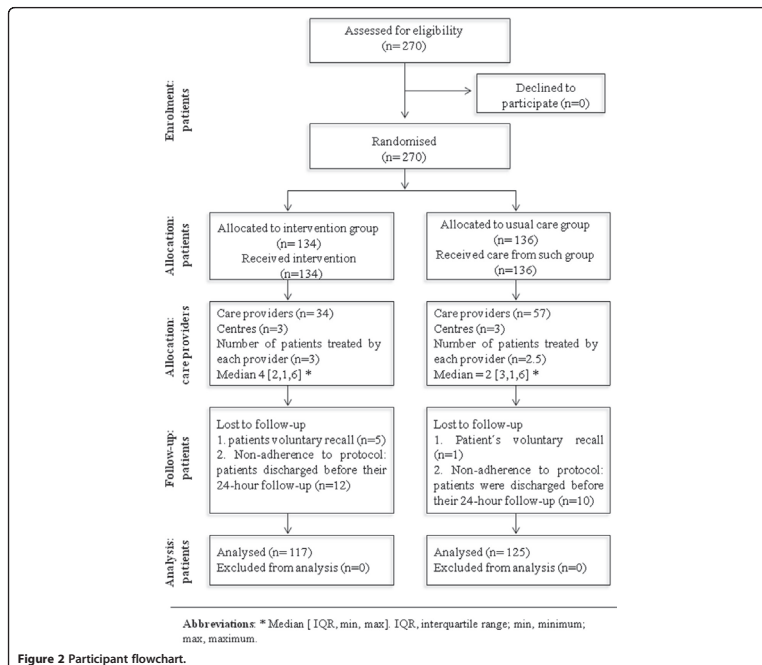 Assessed for eligibility
(n=270)
Declined to
participate (n=0)
Enrolment:
patients
Randomised
(n=270)
Allocation:
patients
Allocated to intervention group
(n=134)
Received intervention
(n=134)
Allocated to usual care group
(n=136)
Received care from such group
(n=136)
Allocation:
care providers
Care providers (n=34)
Centres (n=3)
Number of patients treated by
each provider (n=3)
Median 4 [2,1,6] *
Care providers (n=57)
Centres (n=3)
Number of patients treated by
each provider (n=2.5)
Median = 2 [3,1,6] *
Follow-up:
patients
Lost to follow-up
1. patients voluntary recall (n=5)
2. Non-adherence to protocol:
patients discharged before their
24-hour follow-up (n=12)
Lost to follow-up
1. Patient´s voluntary recall
(n=1)
2. Non-adherence to protocol:
patients were discharged before
their 24-hour follow-up (n=10)
Analysis:
patients
Analysed (n=117)
Excluded from analysis (n=0)
Analysed (n=125)
Excluded from analysis (n=0)
Abbreviations: * Median [ IQR, min, max]. IQR, interquartile range; min, minimum;
max, maximum.
Figure 2 Participant flowchart.